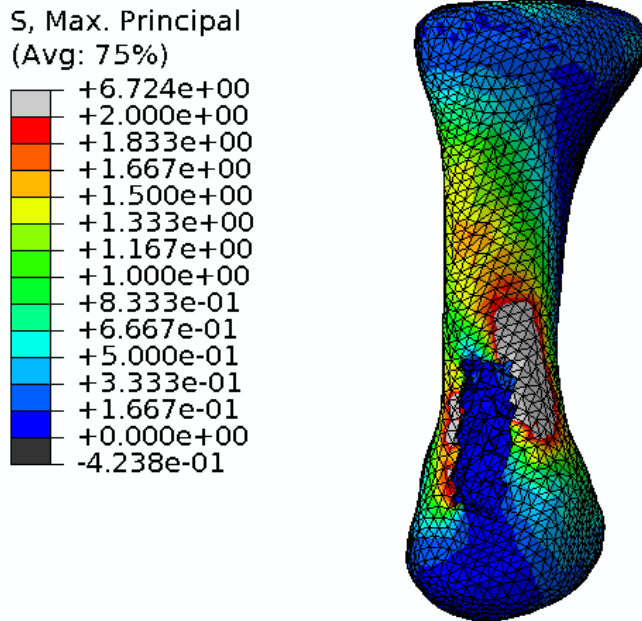 S, Max. Principal
(Avg: 75%)
+6.724e+00
+2.000e+00
+1.833e+00
+1.667e+00
+1.500e+00
+1.333e+00
+1.167e+00
+1.000e+00
+8.333e-01
+6.667e-01
+5.000e-01
+3.333e-01
+1.667e-01
+0.000e+00
-4.238e-01